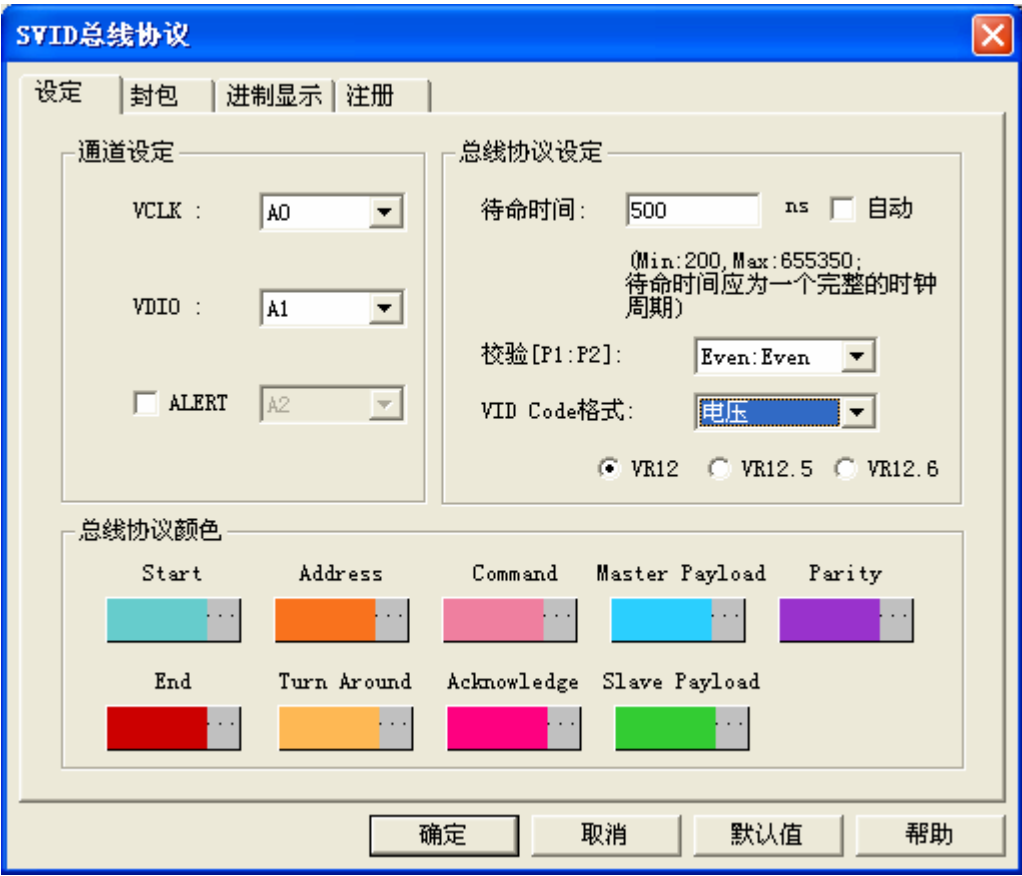 SVID总线协议
设定 封包 进制显示 注册
通道设定
VCLK : A0
VDIO : A1
ALERT A2
总线协议设定
待命时间: 500 ns 自动
(Min:200,Max:655350;
待命时间应为一个完整的时钟
周期)
校验[P1:P2]: Even:Even
VID Code格式: 电压
VR12 VR12.5 VR12.6
总线协议颜色
Start Address Command Master Payload Parity
... ... ... ... ...
End Turn Around Acknowledge Slave Payload
... ... ... ...
确定 取消 默认值 帮助